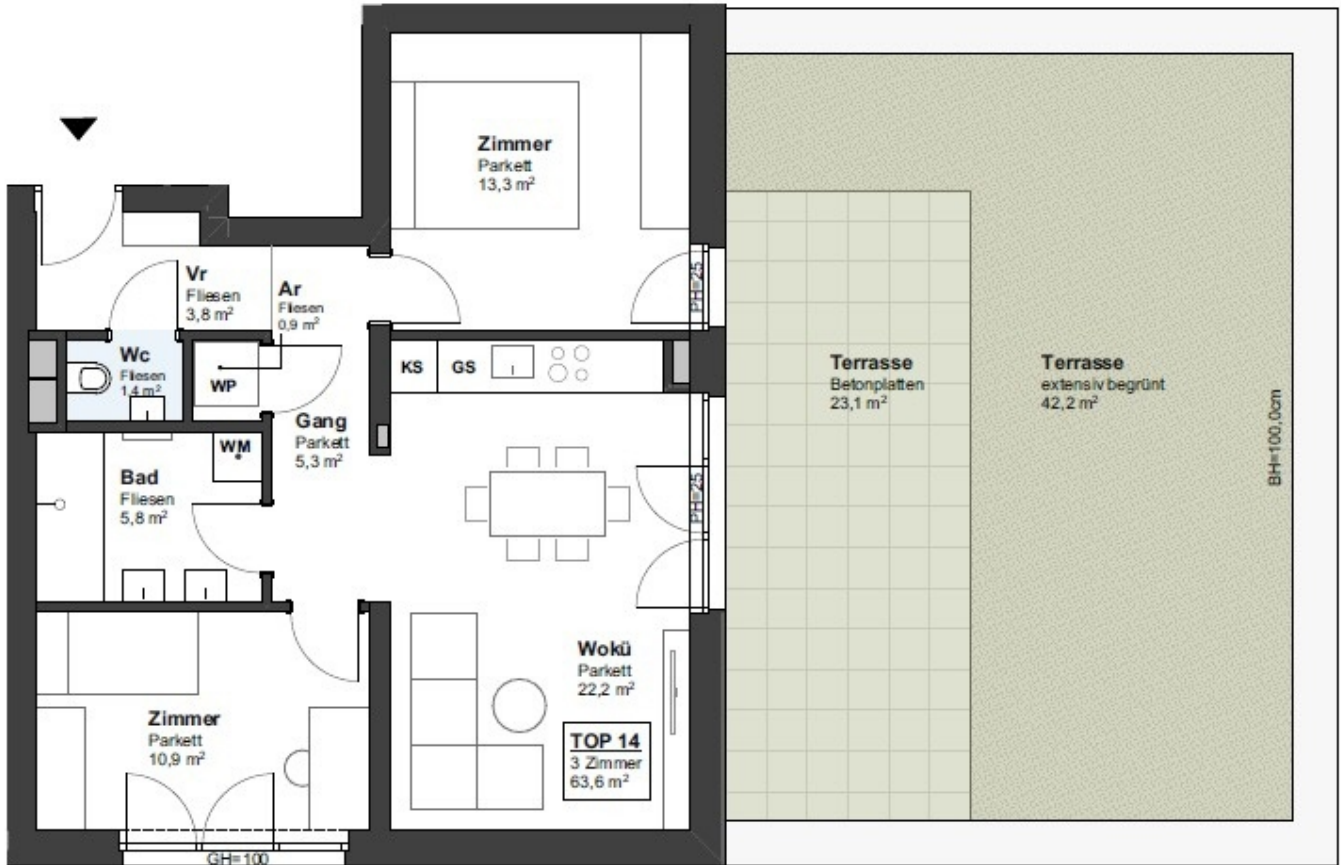 Zimmer
Parkett
13,3 m²
Vr
Fliesen
3,8 m²
Ar
Fliesen
0,9 m²
PH=25
Wc
Fliesen
1,4 m²
WP
KS
GS
Terrasse
Betonplatten
23,1 m²
Terrasse
extensiv begrünt
42,2 m²
BH=100,0cm
Gang
Parkett
5,3 m²
WM
Bad
Fliesen
5,8 m²
PH=25
Wokü
Parkett
22,2 m²
TOP 14
3 Zimmer
63,6 m²
Zimmer
Parkett
10,9 m²
GH=100